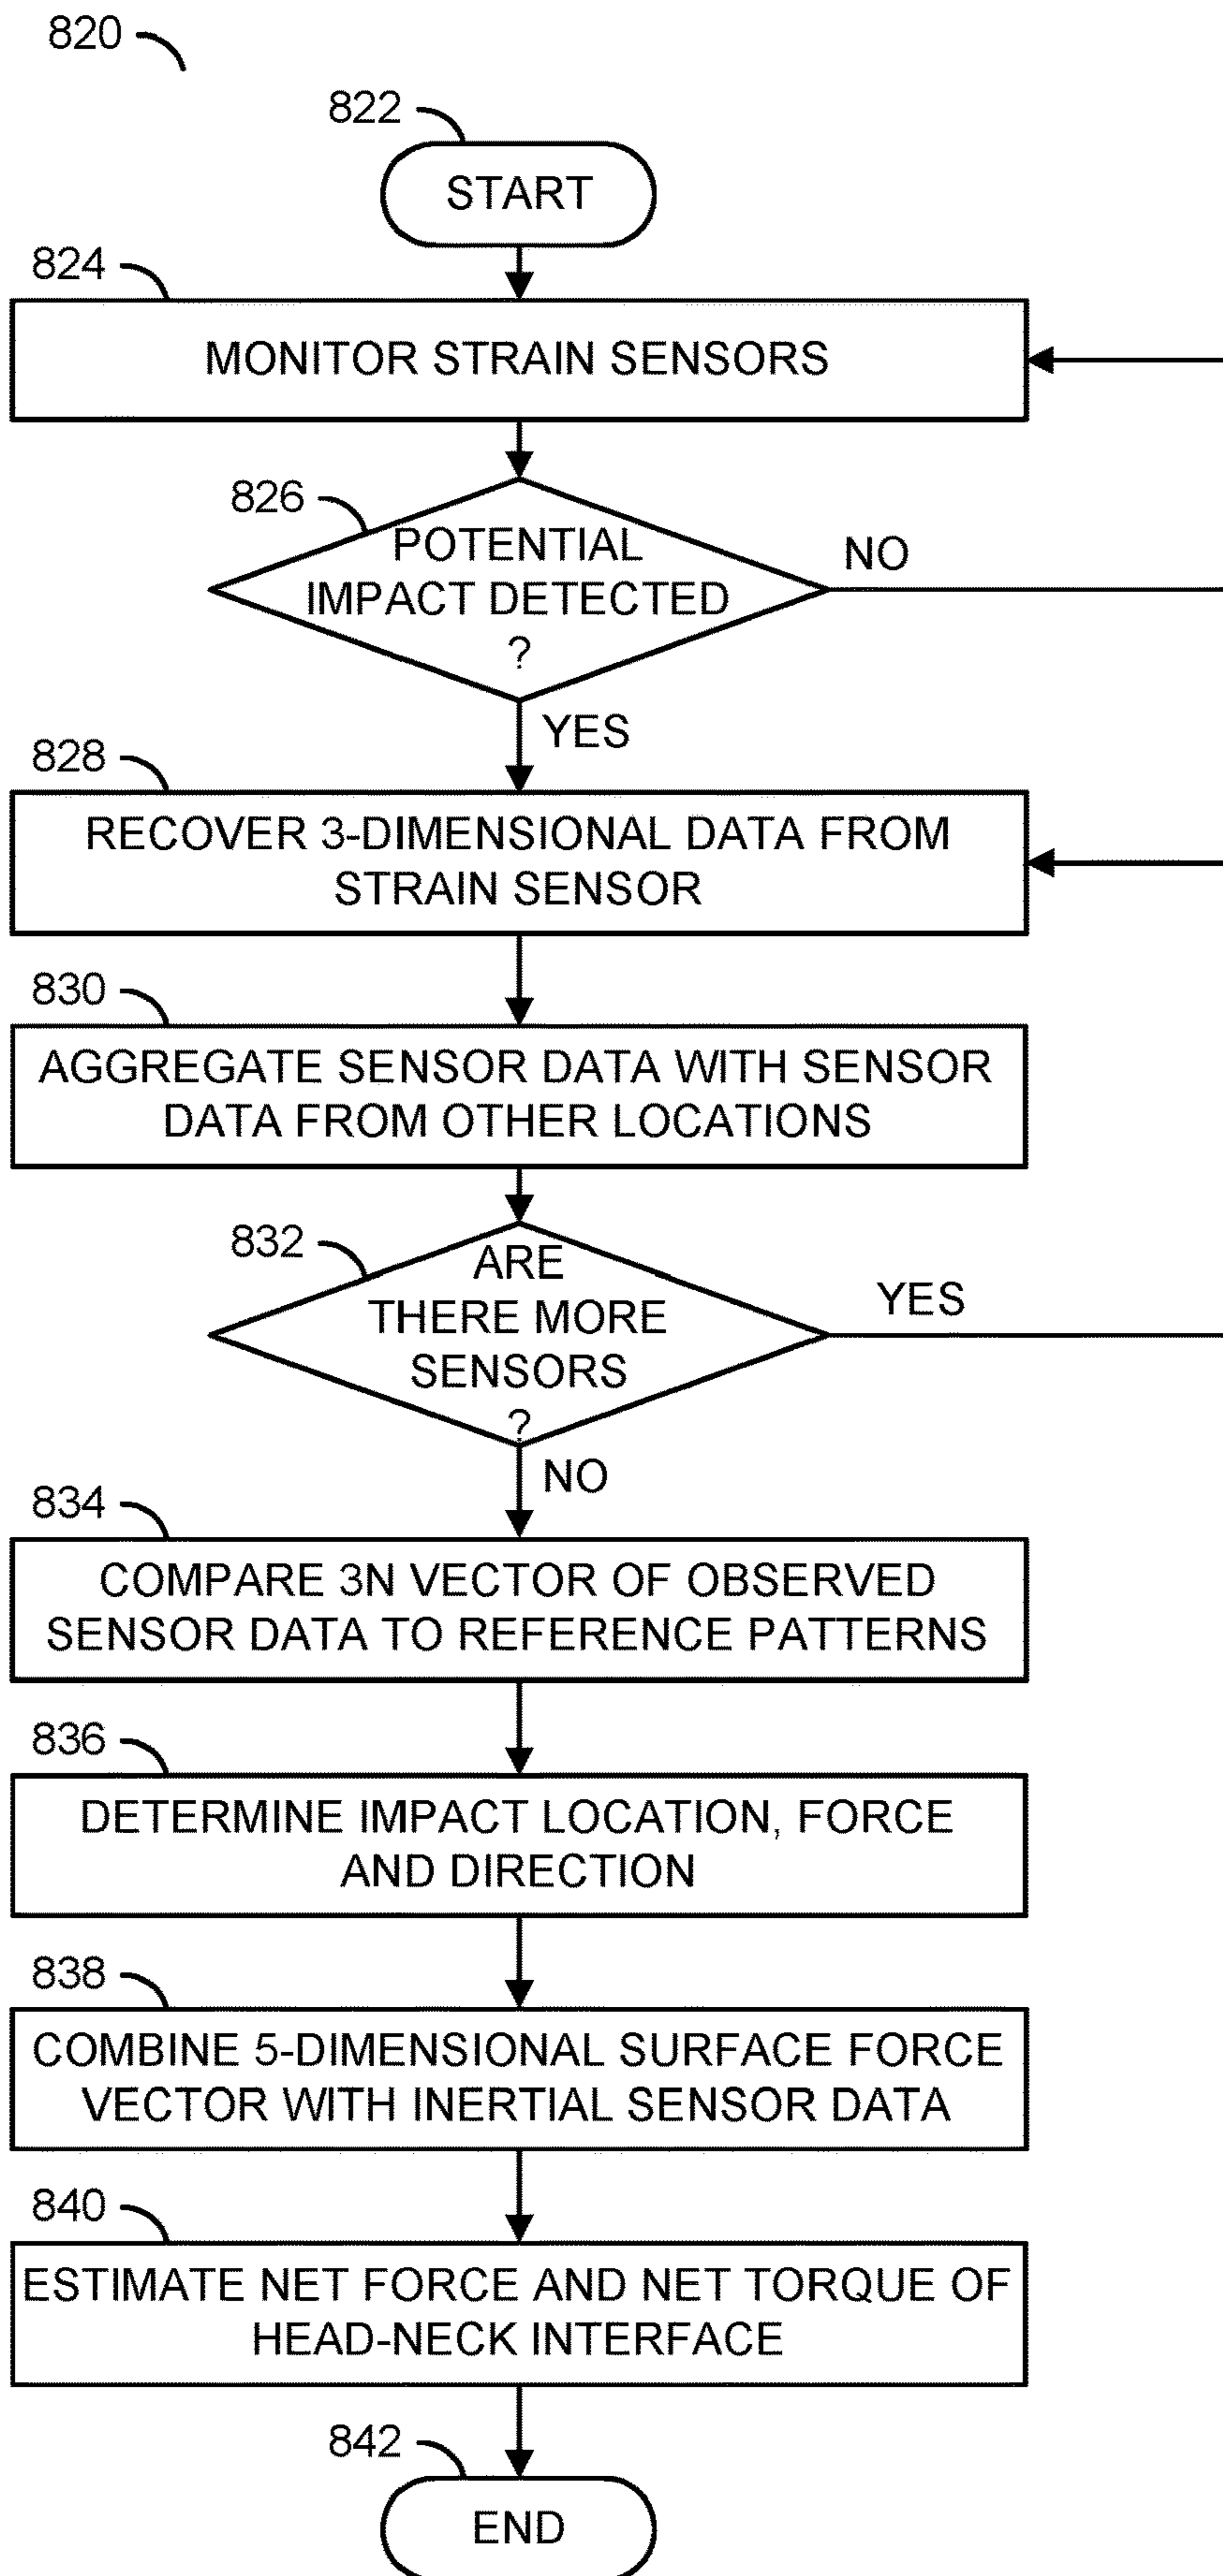 820
822
START
824
MONITOR STRAIN SENSORS
826
POTENTIAL
IMPACT DETECTED
?
NO
YES
828
RECOVER 3-DIMENSIONAL DATA FROM
STRAIN SENSOR
830
AGGREGATE SENSOR DATA WITH SENSOR
DATA FROM OTHER LOCATIONS
832
ARE
THERE MORE
SENSORS
?
YES
NO
834
COMPARE 3N VECTOR OF OBSERVED
SENSOR DATA TO REFERENCE PATTERNS
836
DETERMINE IMPACT LOCATION, FORCE
AND DIRECTION
838
COMBINE 5-DIMENSIONAL SURFACE FORCE
VECTOR WITH INERTIAL SENSOR DATA
840
ESTIMATE NET FORCE AND NET TORQUE OF
HEAD-NECK INTERFACE
842
END